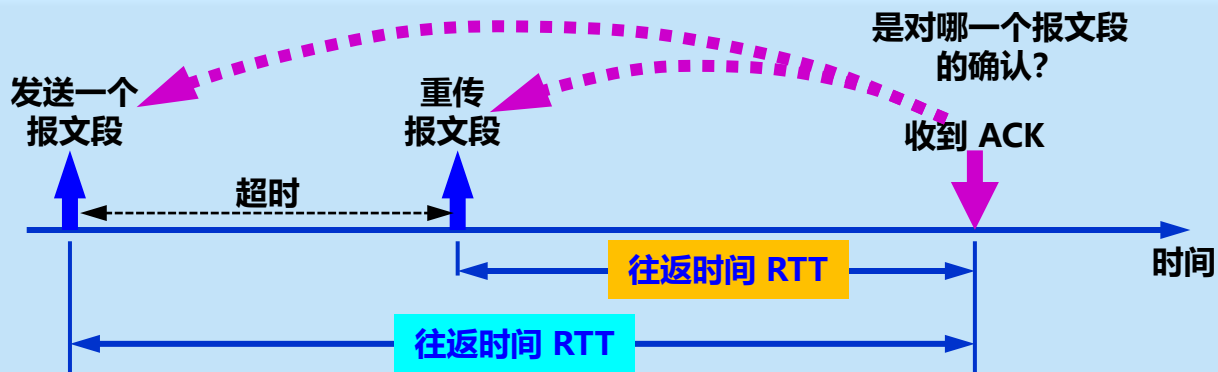 是对哪一个报文段
的确认？
发送一个
报文段
重传
报文段
收到 ACK
超时
时间
往返时间 RTT
往返时间 RTT